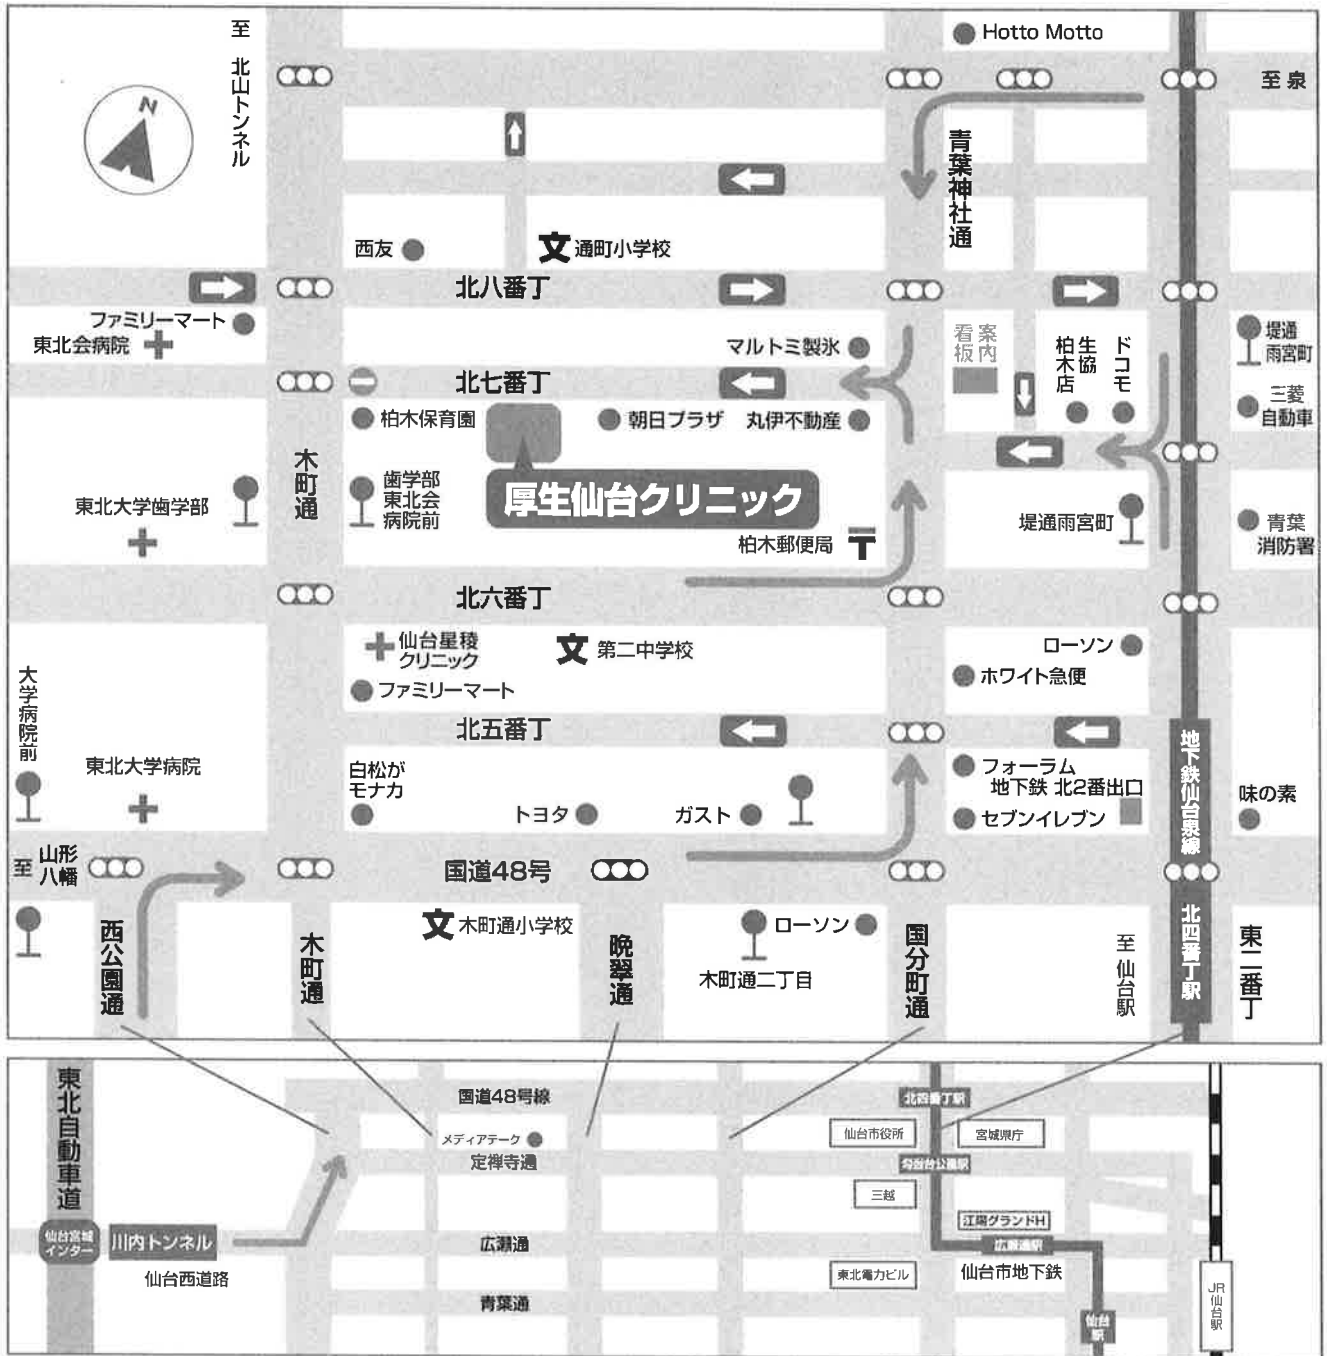 Hotto Motto
至 北山トンネル
N
至 泉
青葉神社通
西友
文 通町小学校
北八番丁
ファミリーマート
東北会病院
マルトミ製氷
案内
看板
生協
柏木店
ドコモ
堤通
雨宮町
北七番丁
三菱
自動車
柏木保育園
朝日プラザ
丸伊不動産
木町通
歯学部
東北会
病院前
厚生仙台クリニック
東北大学歯学部
堤通雨宮町
青葉
消防署
柏木郵便局
〒
北六番丁
仙台星稜
クリニック
文 第二中学校
ローソン
ホワイト急便
ファミリーマート
大学病院前
北五番丁
地下鉄仙台泉線
東北大学病院
白松が
モナカ
トヨタ
ガスト
フォーラム
地下鉄 北2番出口
セブンイレブン
味の素
至 山形
八幡
国道48号
西公園通
木町通
文 木町通小学校
晩翠通
ローソン
木町通二丁目
国分町通
至 仙台駅
北四番丁駅
東二番丁
東北自動車道
国道48号線
北四番丁駅
メディアテーク
仙台市役所
宮城県庁
定禅寺通
勾当台公園駅
三越
江陽グランドH
仙台宮城
インター
川内トンネル
広瀬通
広瀬通駅
仙台西道路
東北電力ビル
仙台市地下鉄
青葉通
仙台駅
JR仙台駅